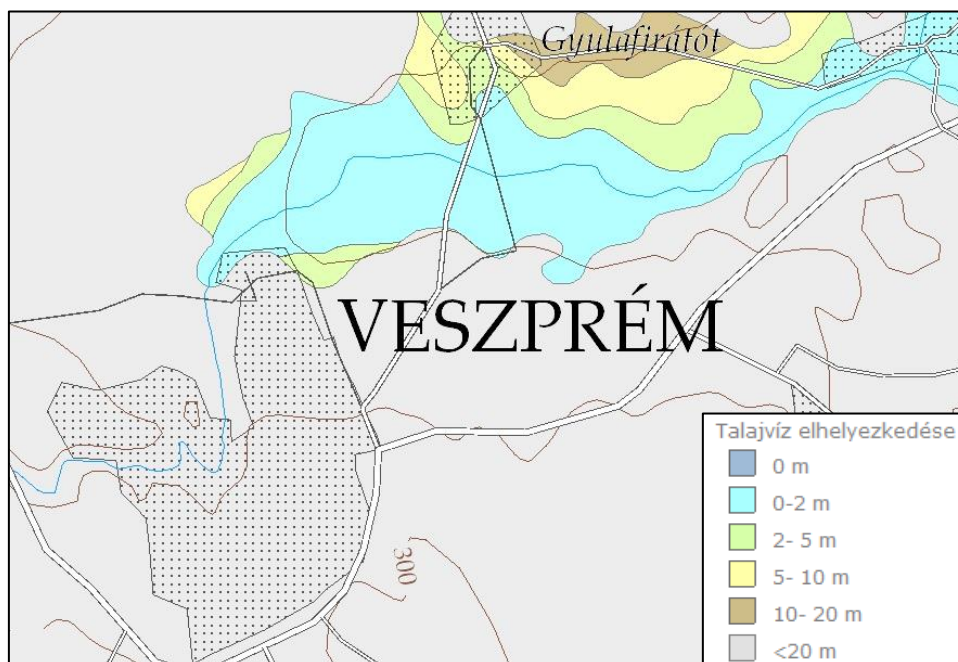 Gyulafirátót
VESZPRÉM
300
Talajvíz elhelyezkedése
0 m
0-2 m
2- 5 m
5- 10 m
10- 20 m
<20 m